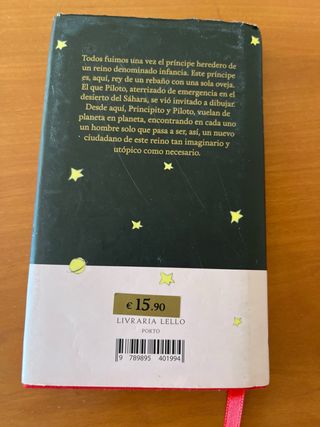 Todos fuimos una vez el príncipe heredero de
un reino denominado infancia. Este príncipe
es, aquí, rey de un rebaño con una sola oveja.
El que Piloto, aterrizado de emergencia en el
desierto del Sáhara, se vió invitado a dibujar.
Desde aquí, Principito y Piloto, vuelan de
planeta en planeta, encontrando en cada uno
un hombre solo que pasa a ser, así, un nuevo
ciudadano de este reino tan imaginario y
utópico como necesario.
€ 15.90
LIVRARIA LELLO
PORTO
9 789895 401994